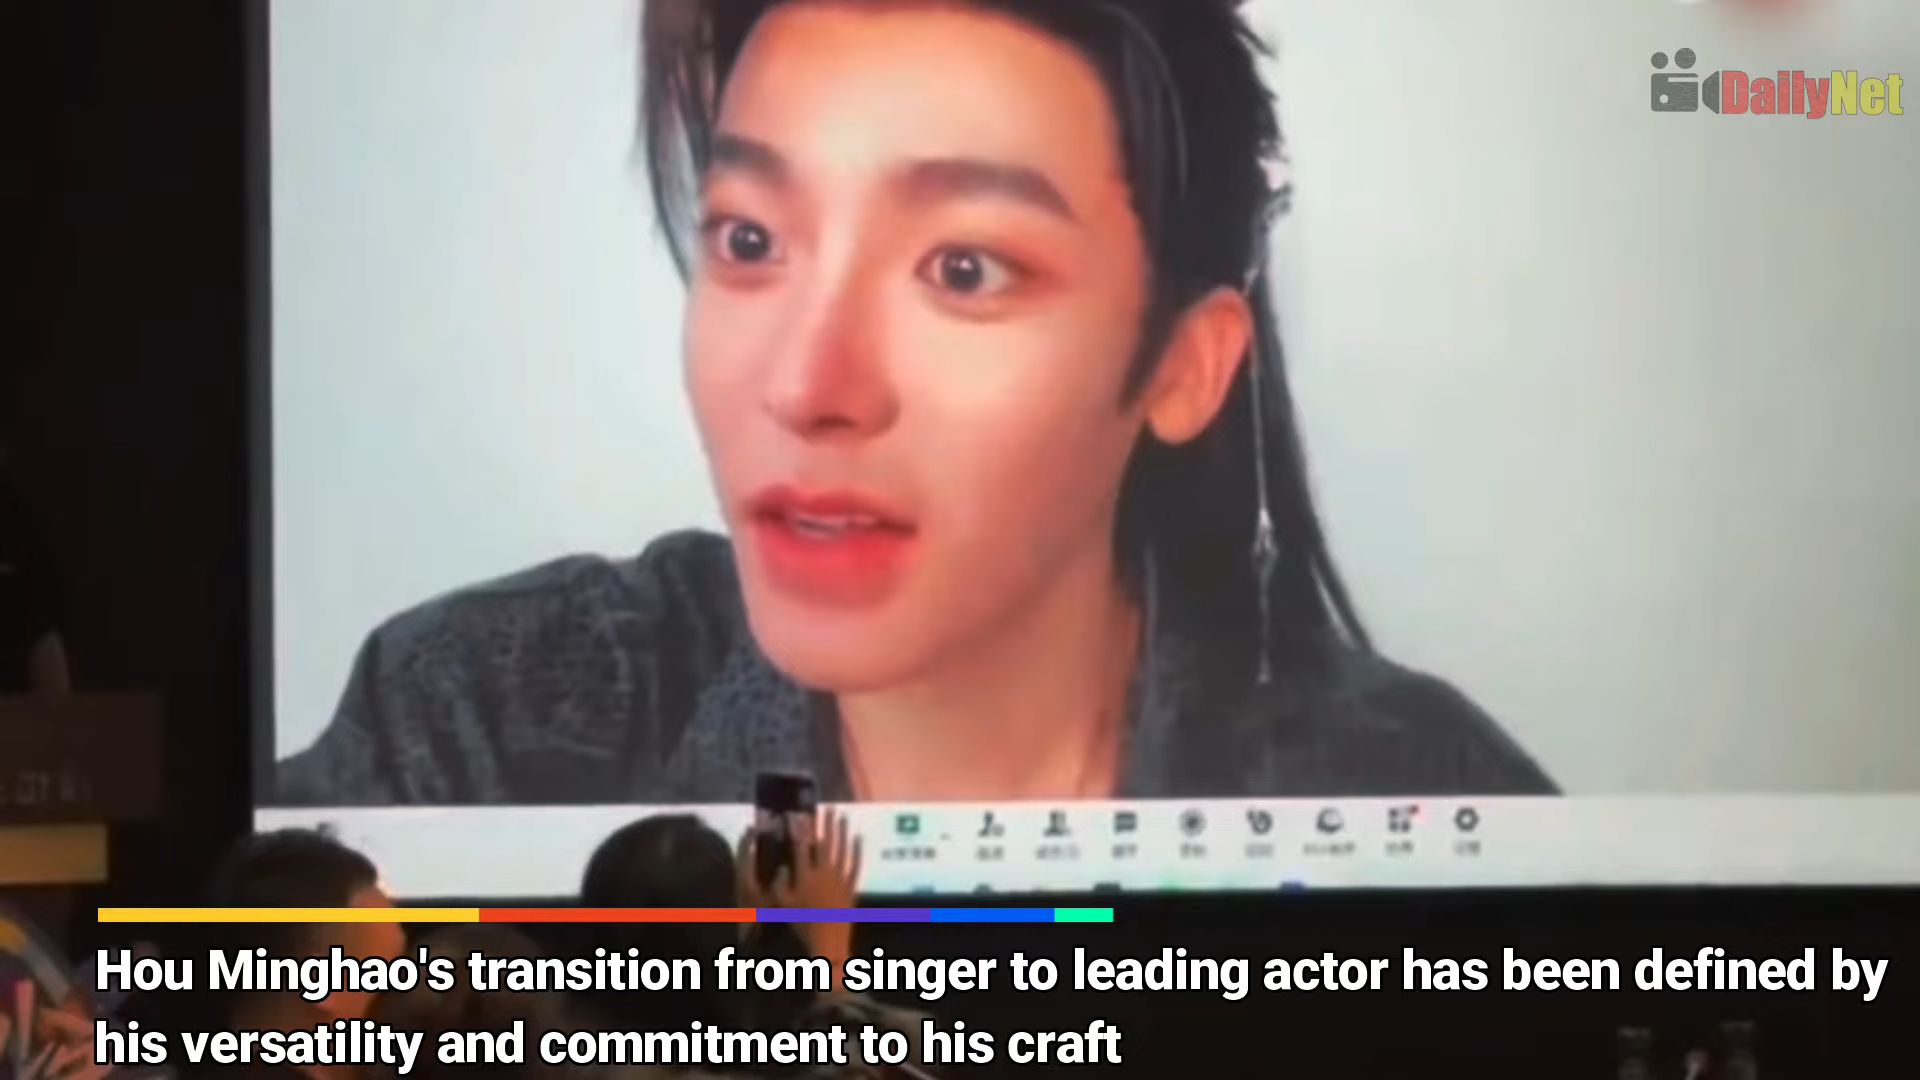 DailyNet
Hou Minghao's transition from singer to leading actor has been defined by
his versatility and commitment to his craft